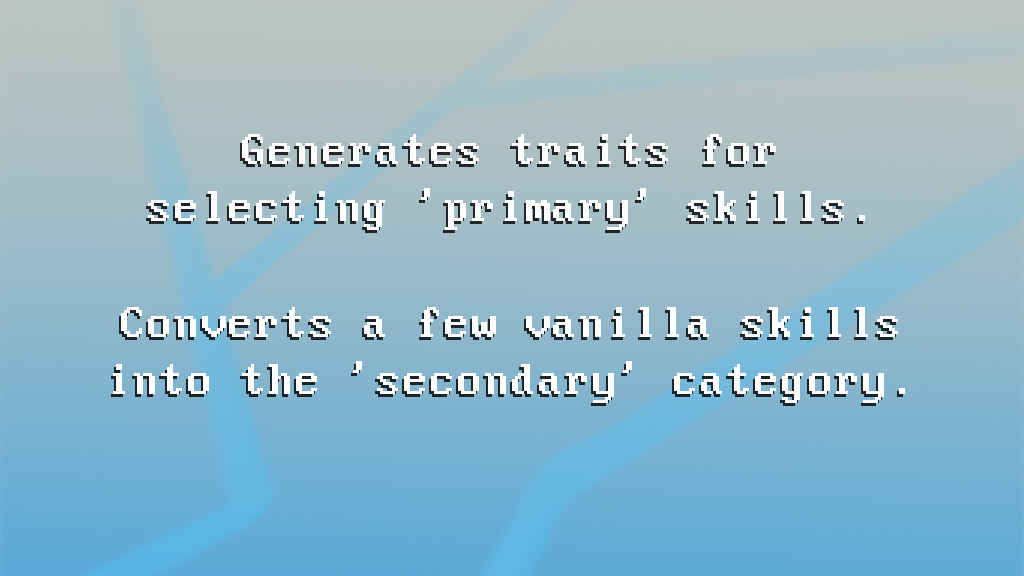 Generates traits for
selecting 'primary' skills.
Converts a few vanilla skills
into the 'secondary' category.